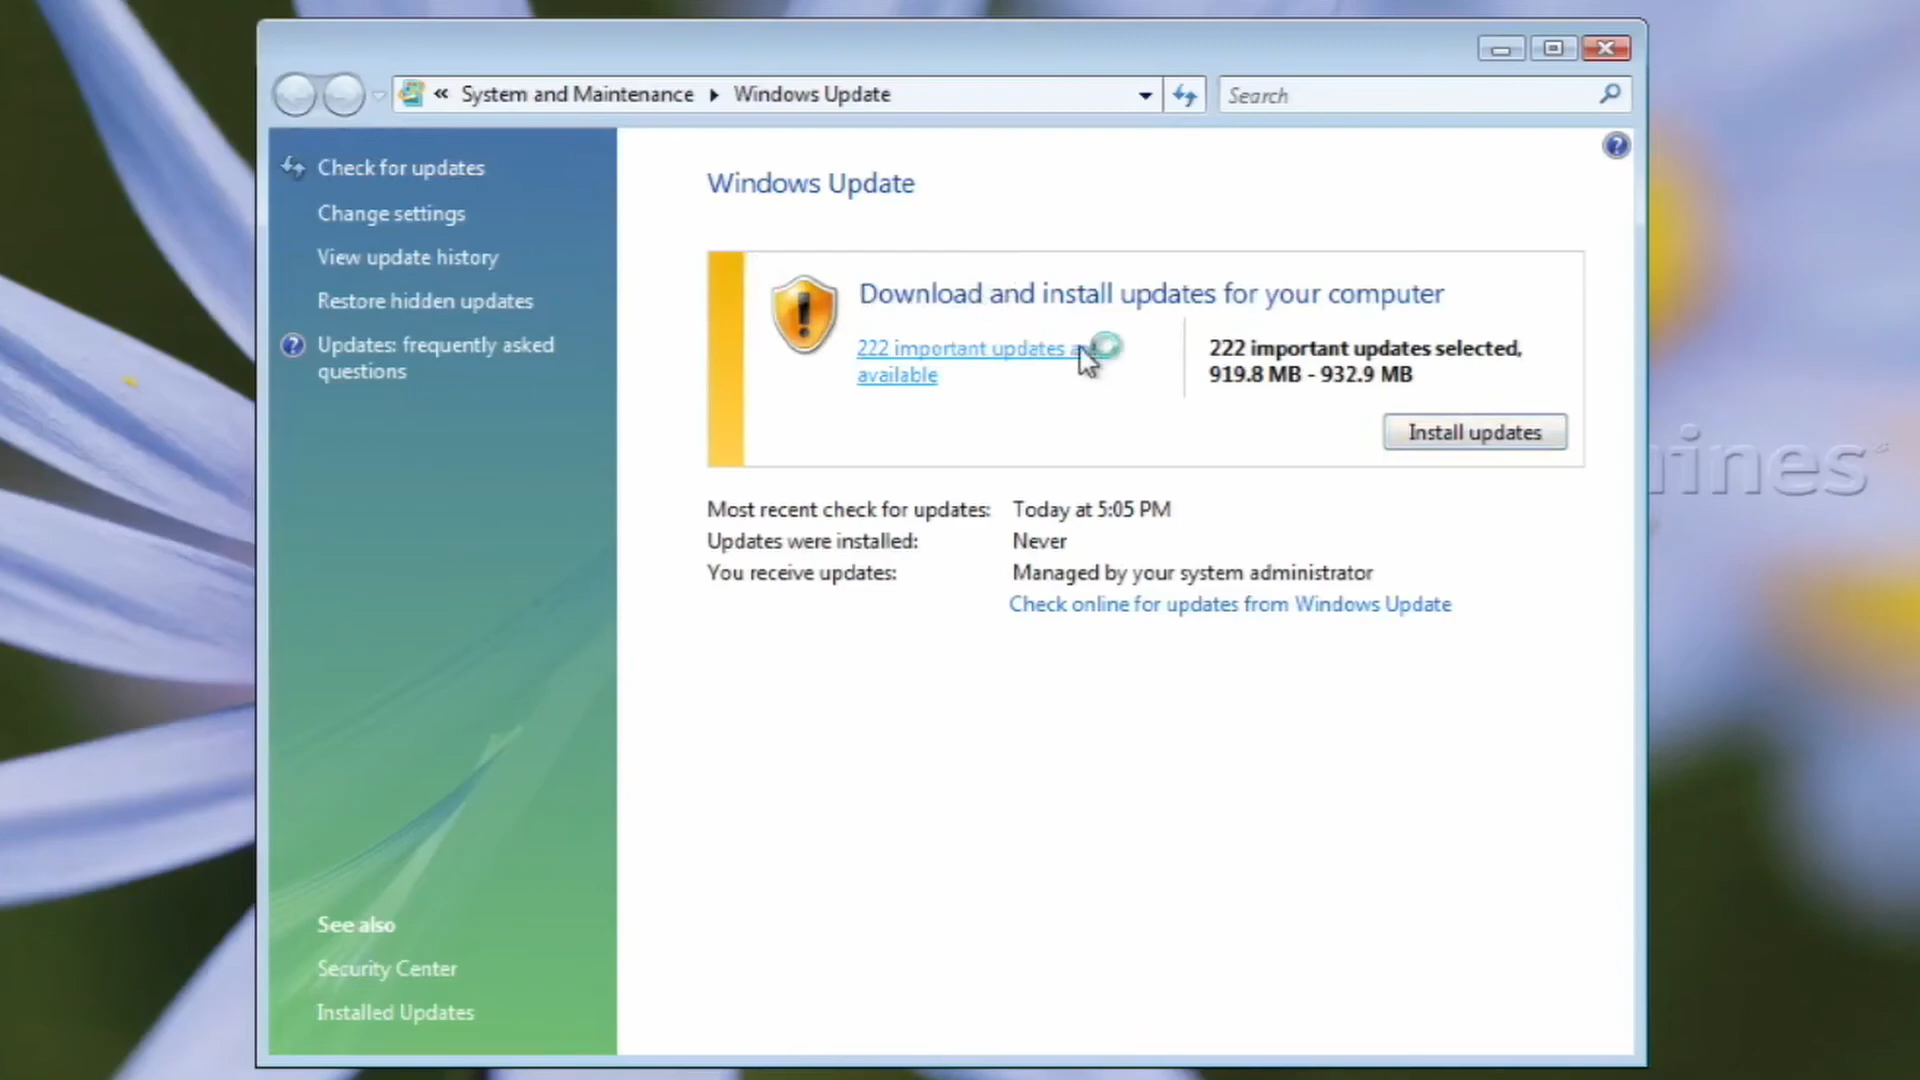 « System and Maintenance ▸ Windows Update
Search
Check for updates
Change settings
View update history
Restore hidden updates
Updates: frequently asked
questions
See also
Security Center
Installed Updates
Windows Update
Download and install updates for your computer
222 important updates
available
222 important updates selected,
919.8 MB - 932.9 MB
Install updates
Most recent check for updates: Today at 5:05 PM
Updates were installed: Never
You receive updates: Managed by your system administrator
Check online for updates from Windows Update